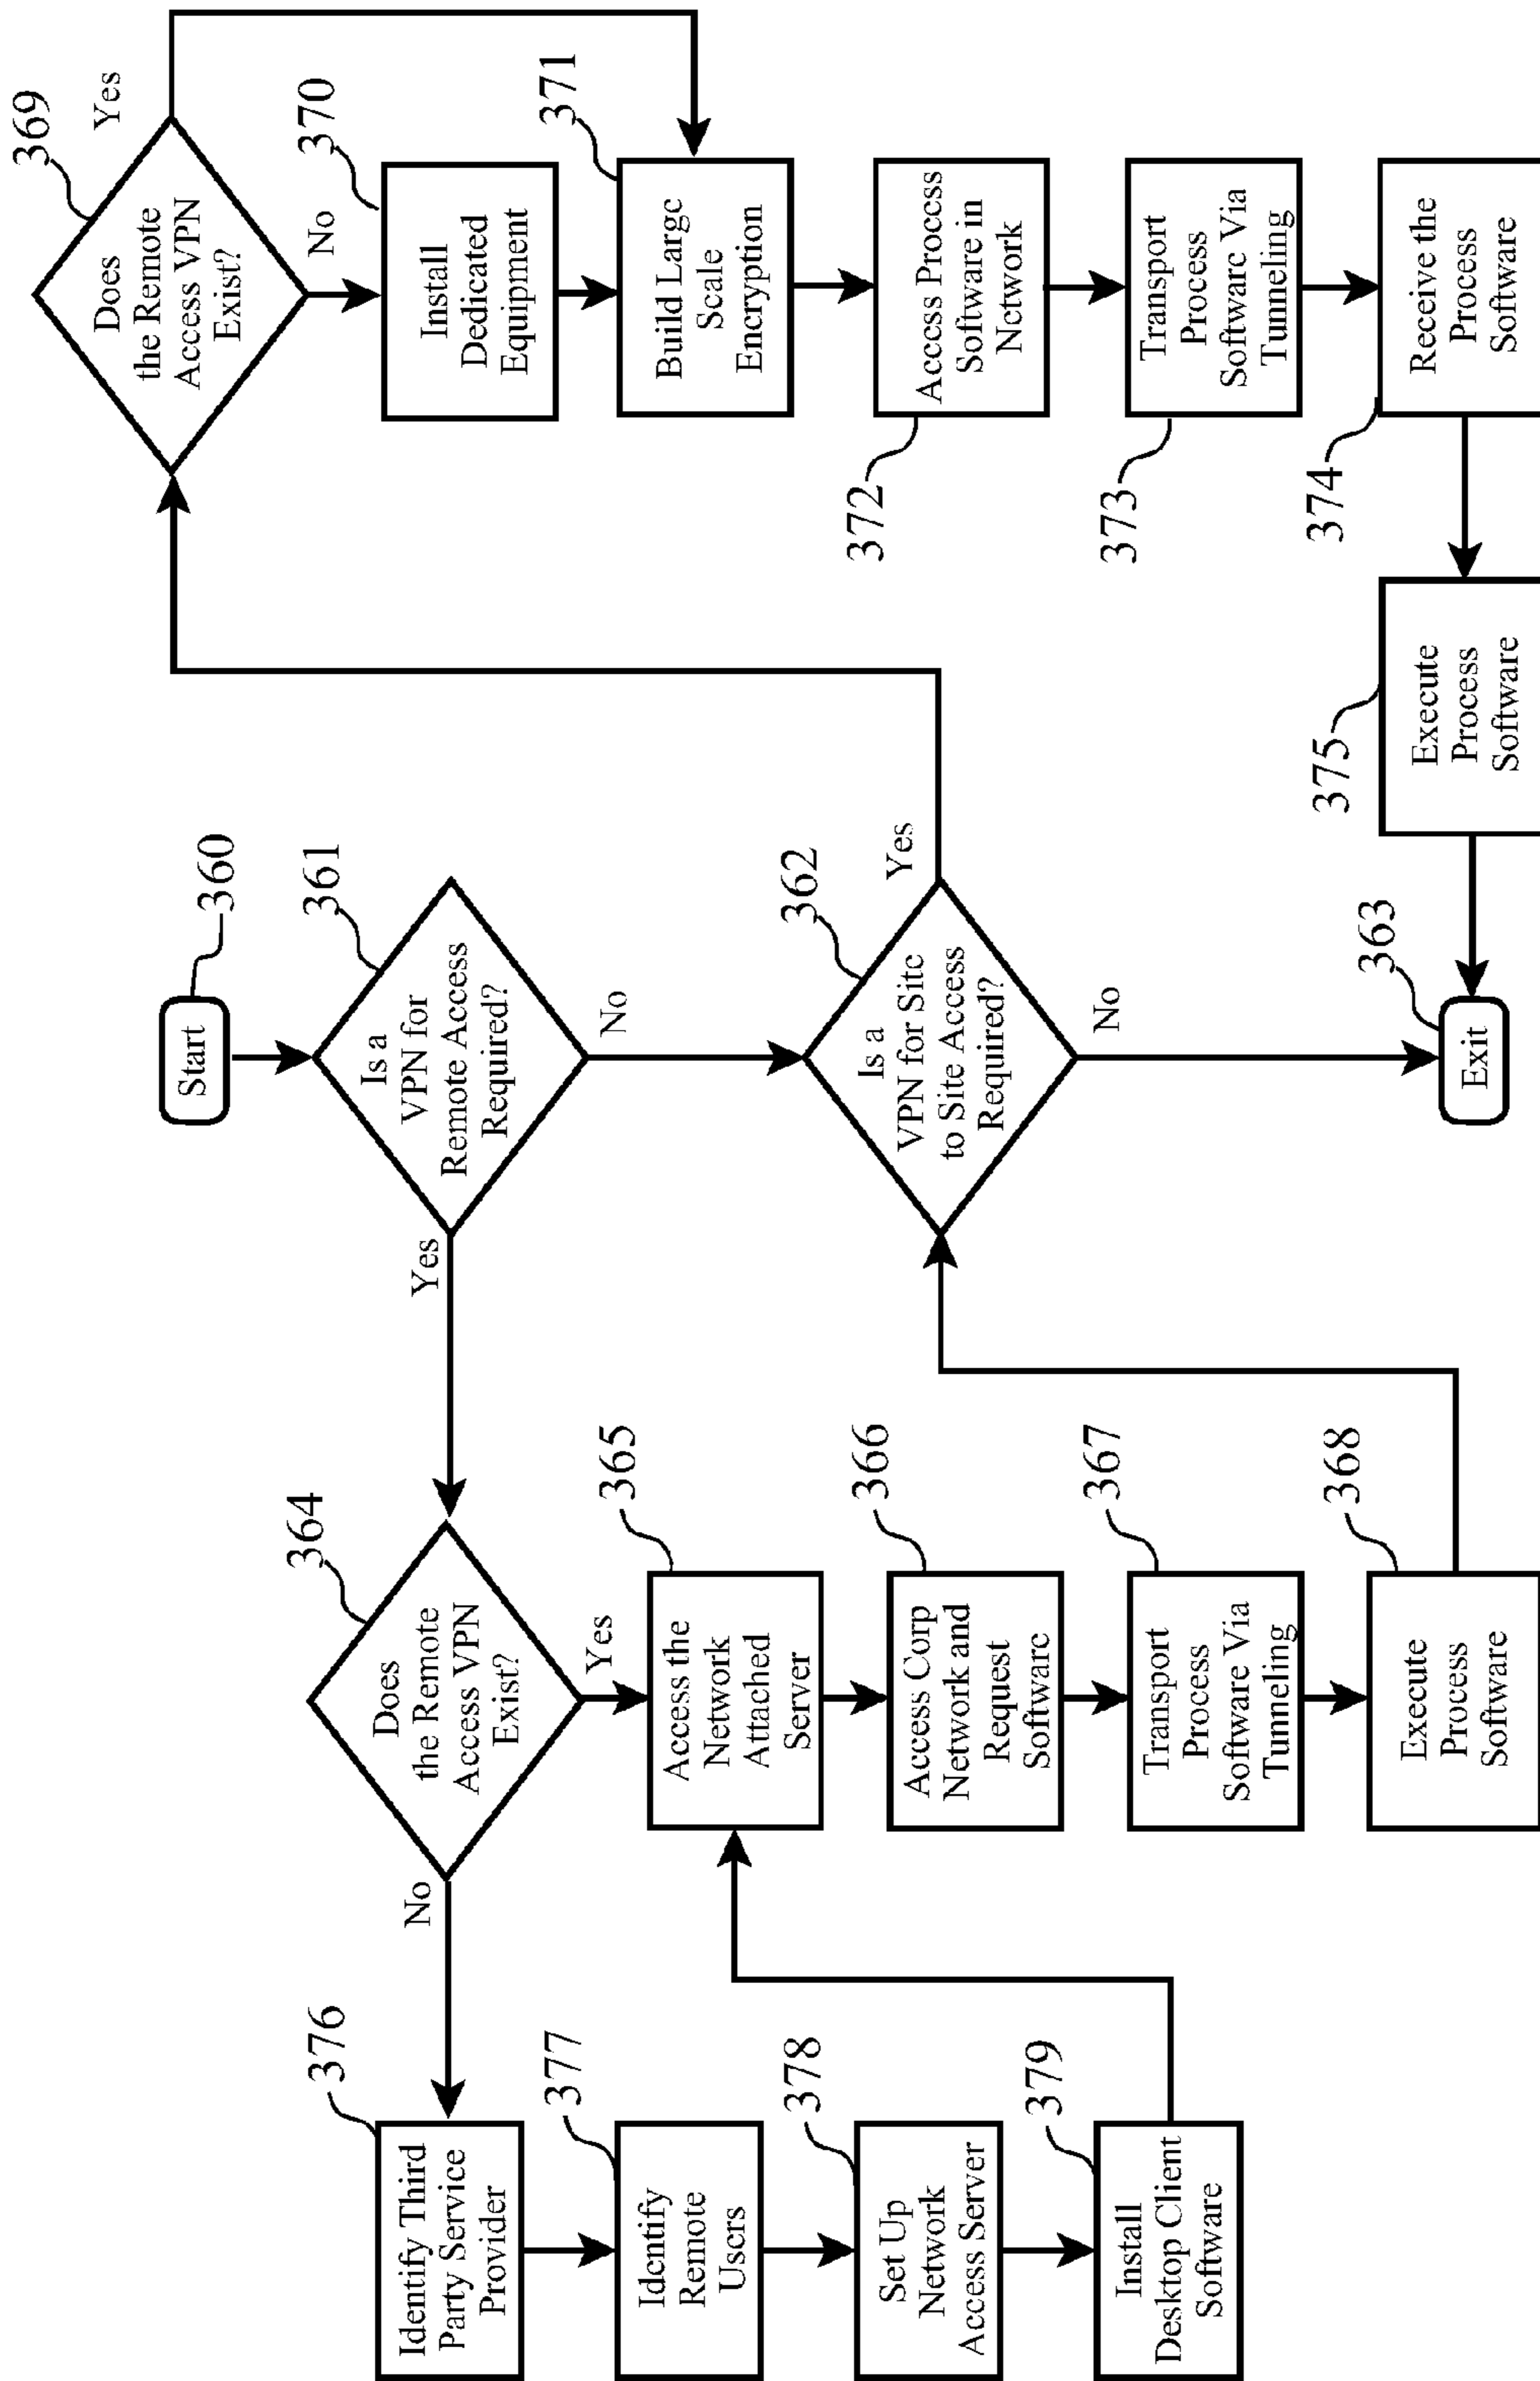 360
Start
361
Is a
VPN for
Remote Access
Required?
Yes
No
362
Is a
VPN for Site
to Site Access
Required?
Yes
No
363
Exit
364
Does
the Remote
Access VPN
Exist?
No
Yes
365
Access the
Network
Attached
Server
366
Access Corp
Network and
Request
Software
367
Transport
Process
Software Via
Tunneling
368
Execute
Process
Software
369
Does
the Remote
Access VPN
Exist?
Yes
No
370
Install
Dedicated
Equipment
371
Build Large
Scale
Encryption
372
Access Process
Software in
Network
373
Transport
Process
Software Via
Tunneling
374
Receive the
Process
Software
375
Execute
Process
Software
376
Identify Third
Party Service
Provider
377
Identify
Remote
Users
378
Set Up
Network
Access Server
379
Install
Desktop Client
Software